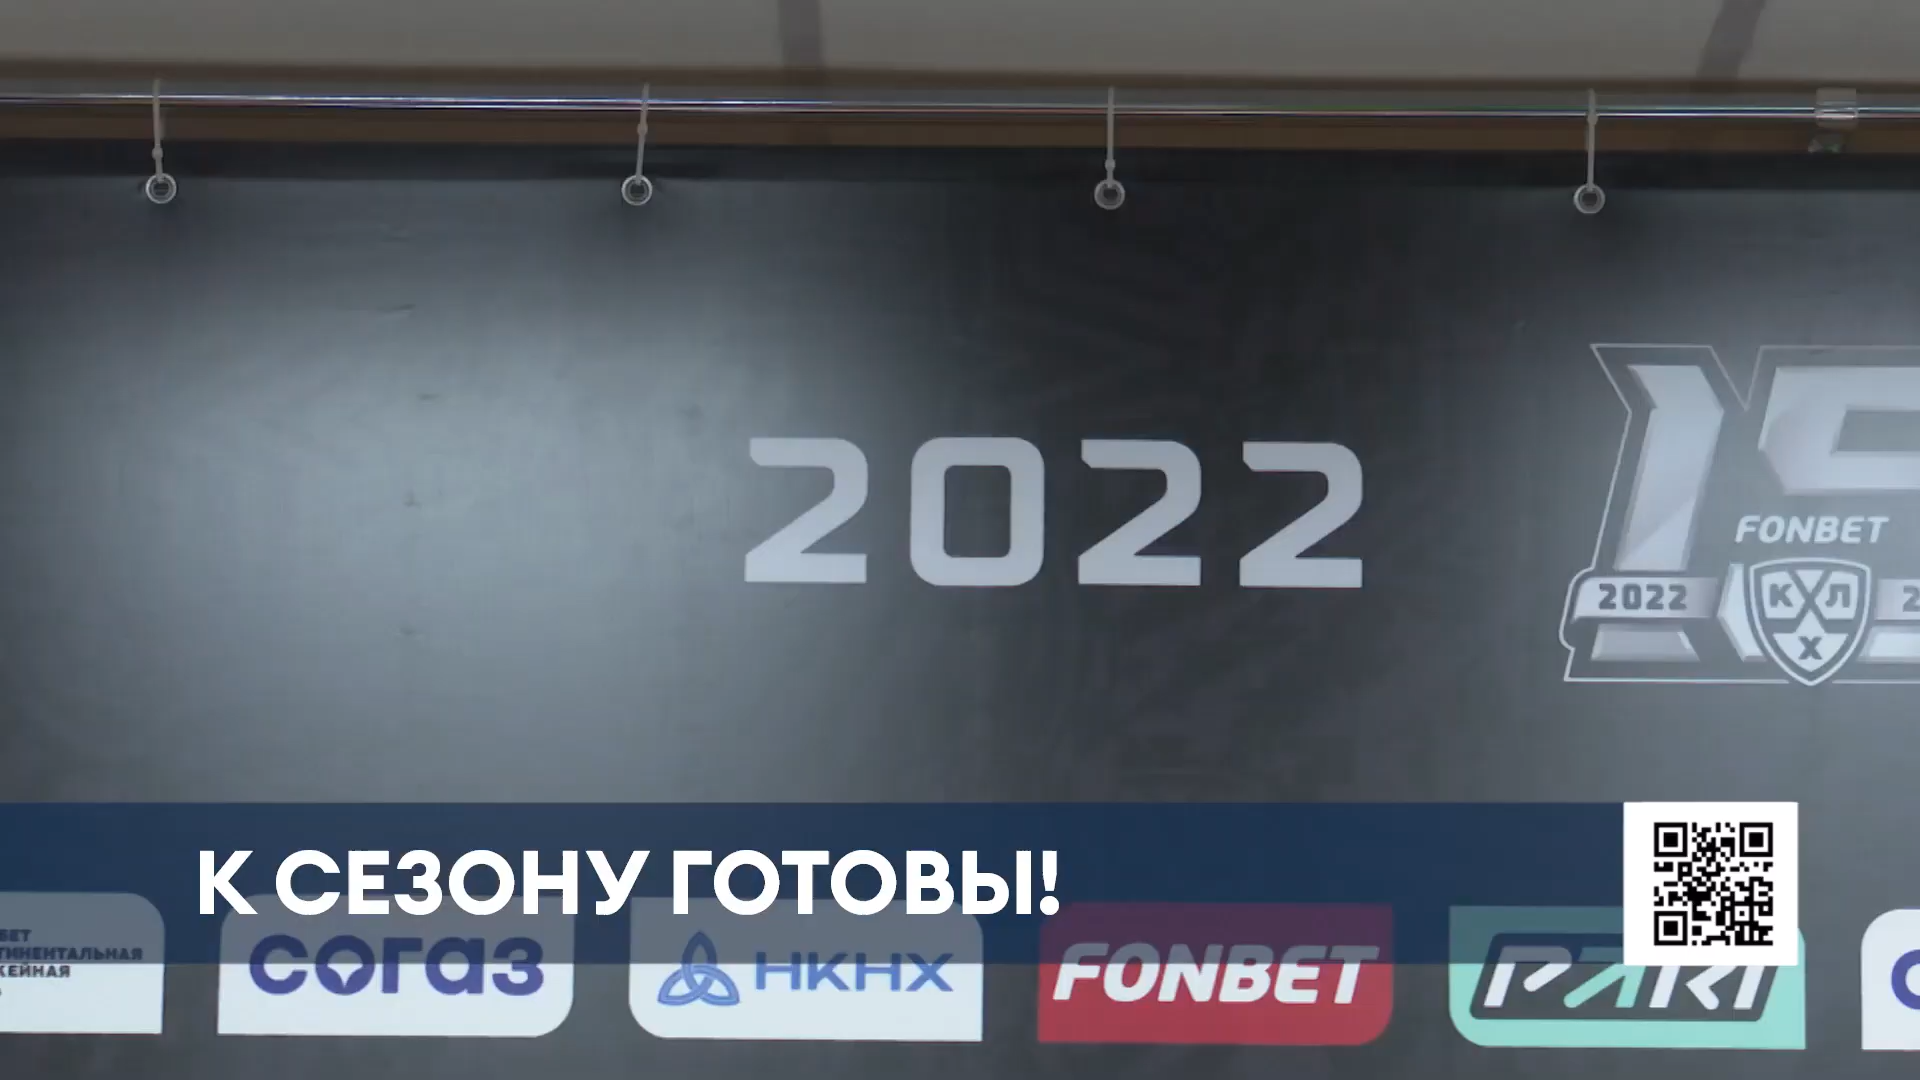 2022
FONBET
2022
КХЛ
К СЕЗОНУ ГОТОВЫ!
согаз
НКНХ
FONBET
PARI